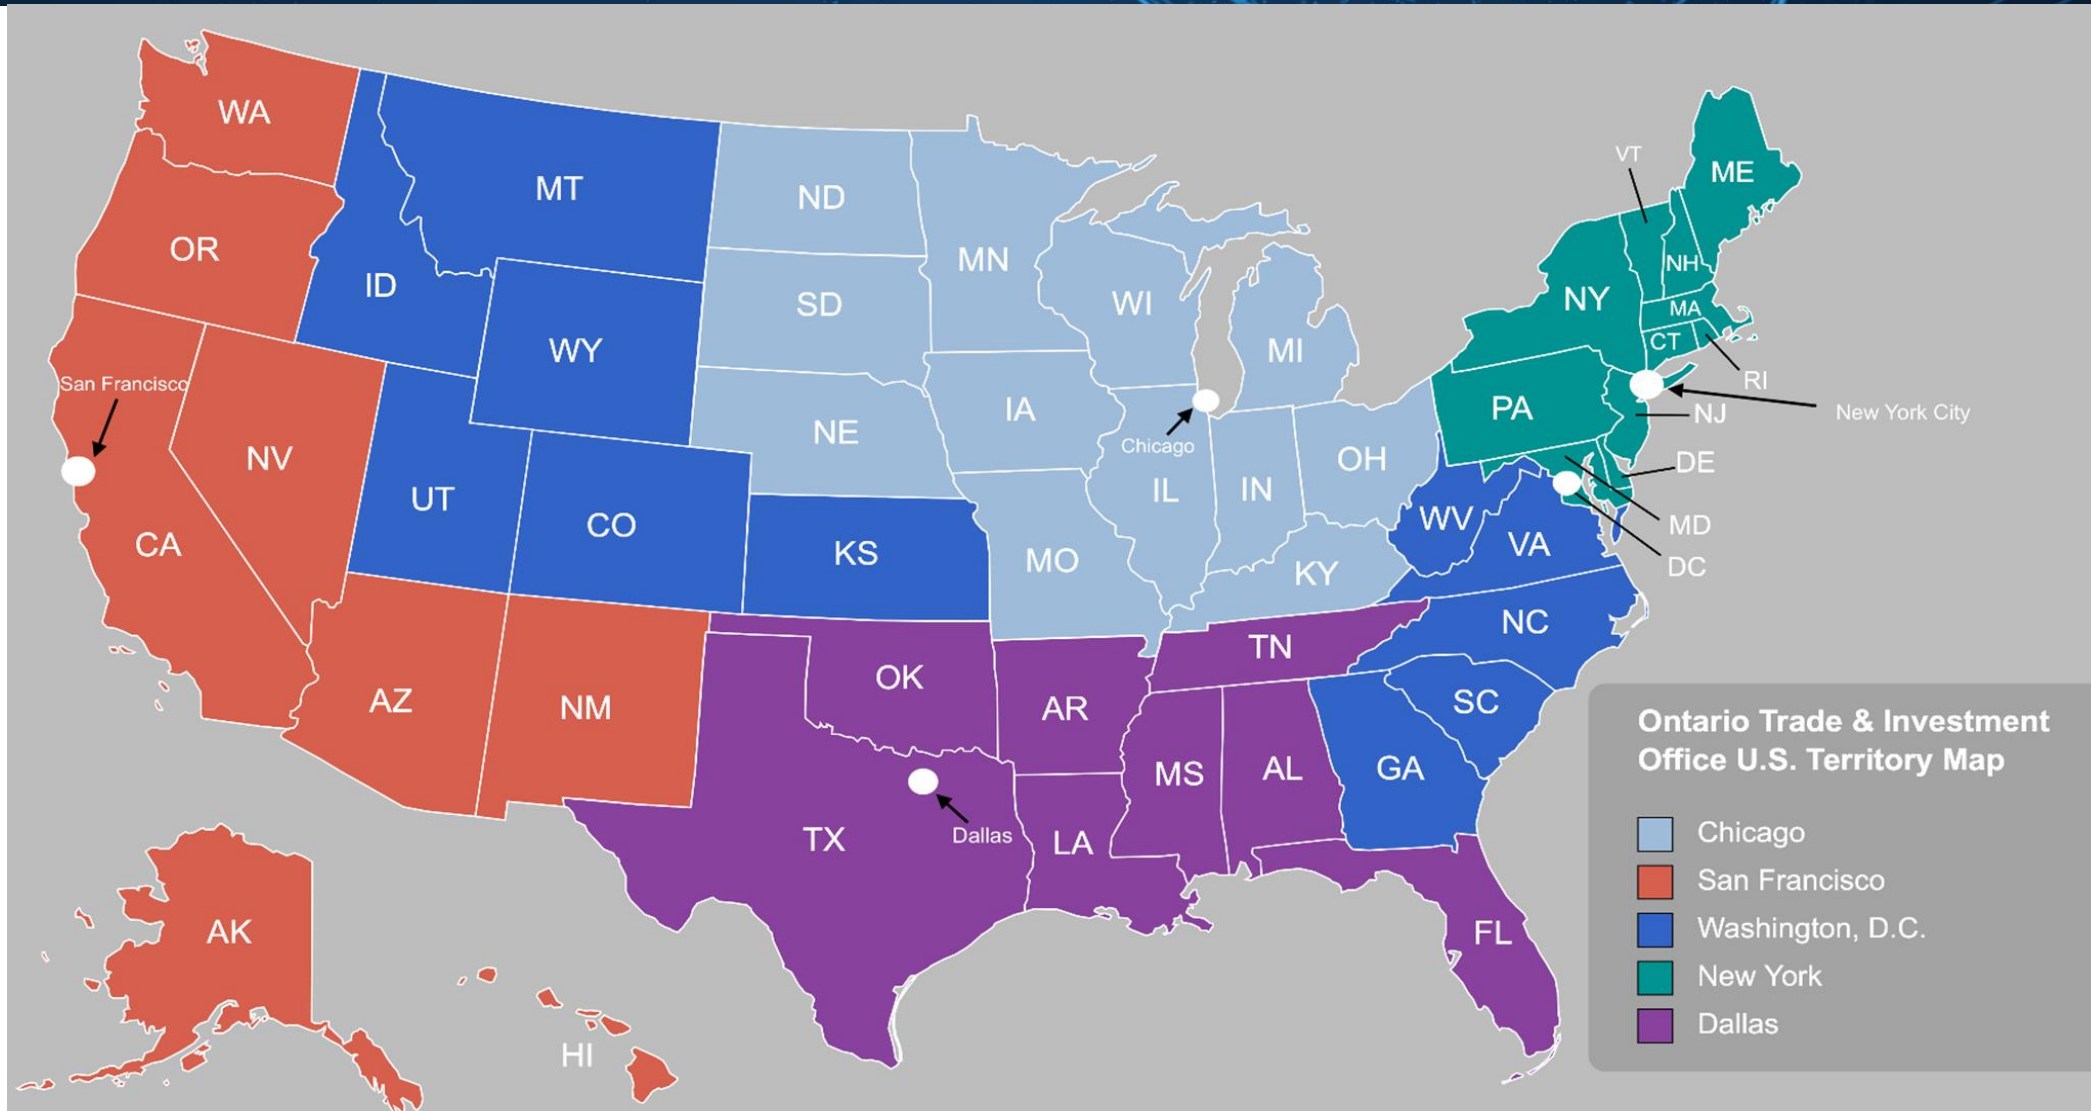 WA
MT
ND
MN
VT
ME
OR
ID
SD
WI
MI
NY
NH
MA
CT
RI
WY
San Francisco
NE
IA
Chicago
PA
NJ
New York City
NV
UT
CO
IL
IN
OH
DE
CA
KS
MO
KY
WV
VA
MD
DC
AZ
NM
OK
AR
TN
NC
SC
TX
Dallas
LA
MS
AL
GA
FL
AK
HI
Ontario Trade & Investment
Office U.S. Territory Map
Chicago
San Francisco
Washington, D.C.
New York
Dallas